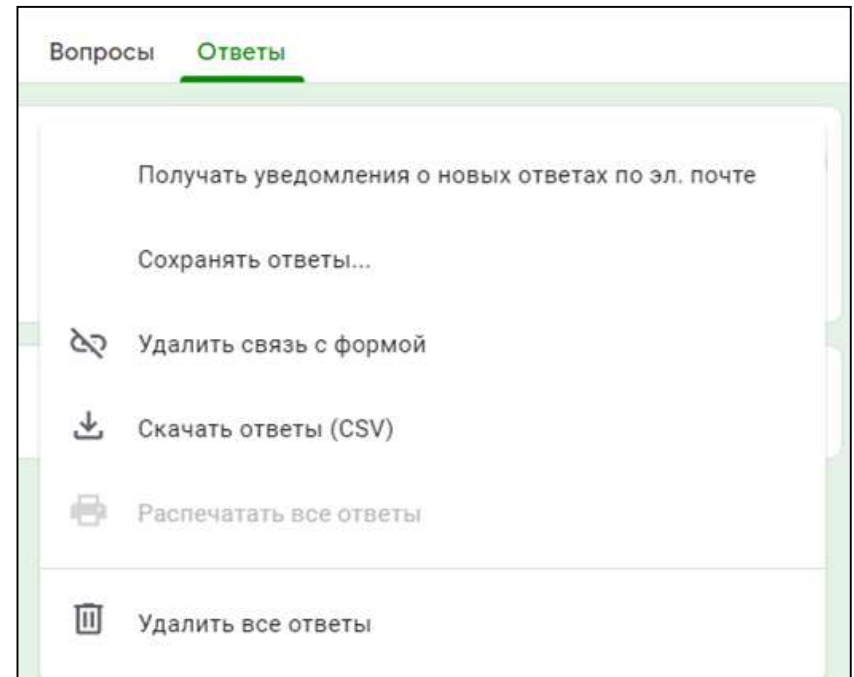 Вопросы Ответы
Получать уведомления о новых ответах по эл. почте
Сохранять ответы...
Удалить связь с формой
Скачать ответы (CSV)
Распечатать все ответы
Удалить все ответы